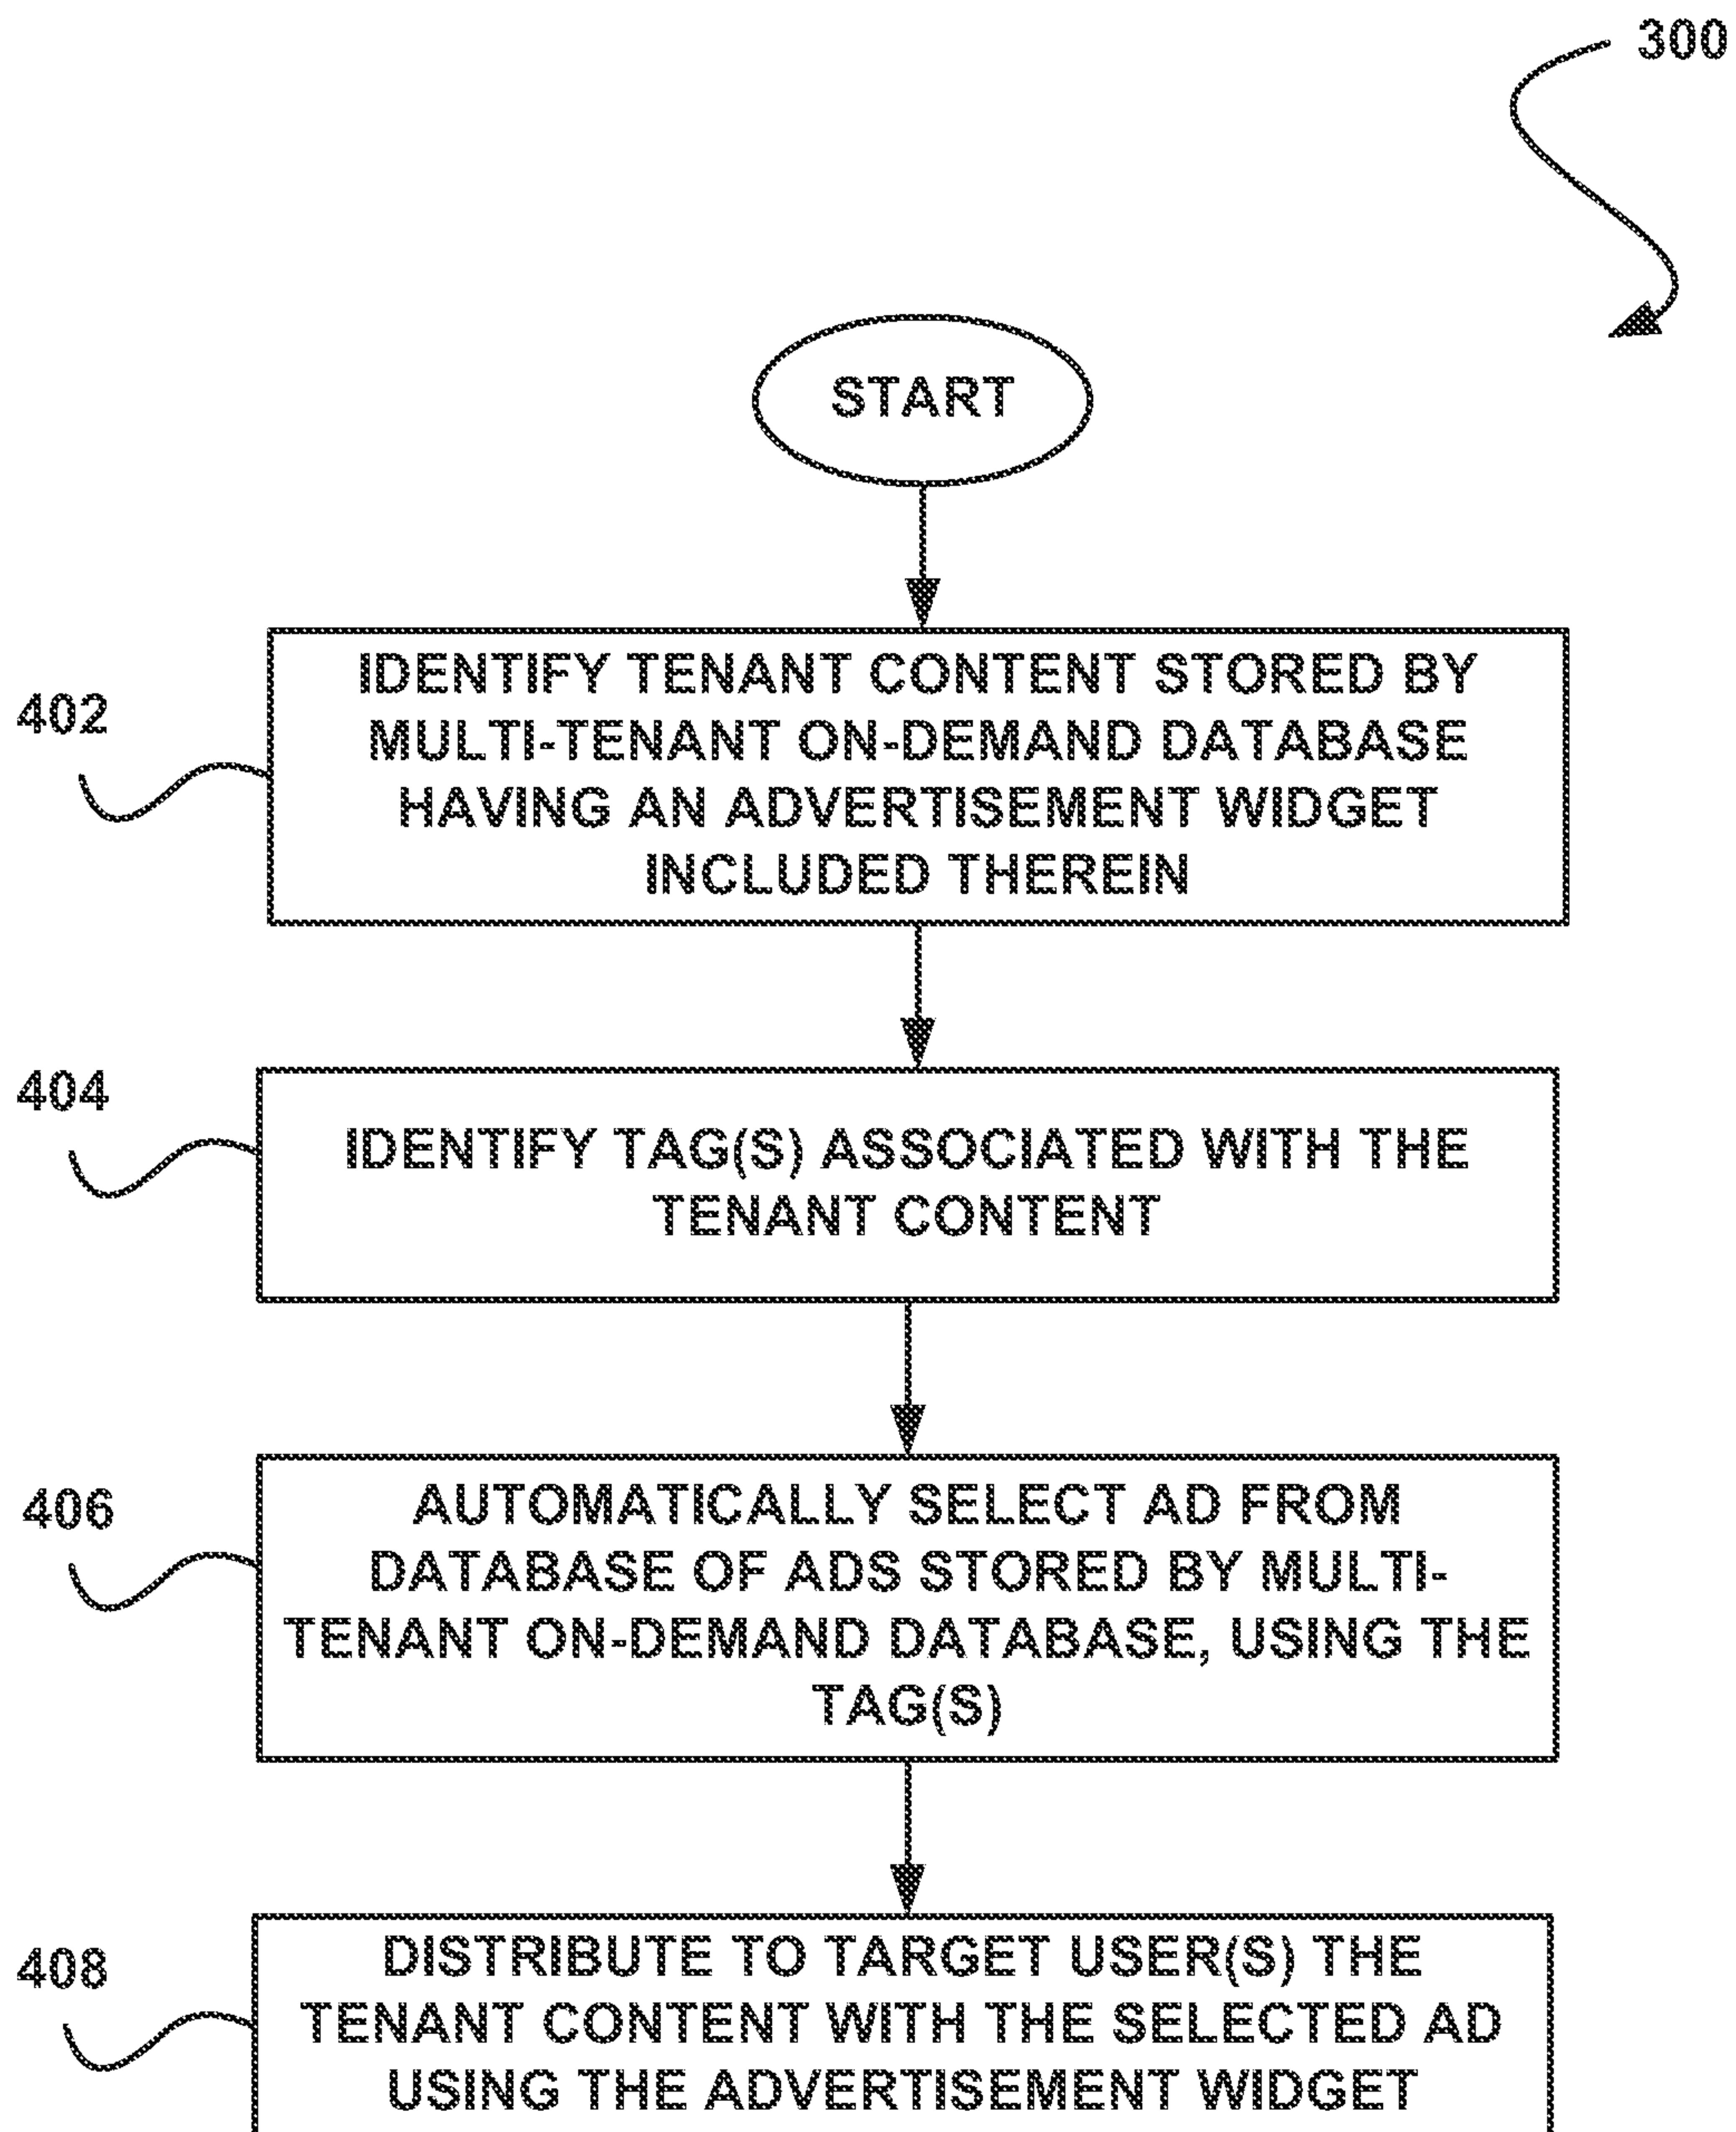 300
START
402
IDENTIFY TENANT CONTENT STORED BY
MULTI-TENANT ON-DEMAND DATABASE
HAVING AN ADVERTISEMENT WIDGET
INCLUDED THEREIN
404
IDENTIFY TAG(S) ASSOCIATED WITH THE
TENANT CONTENT
406
AUTOMATICALLY SELECT AD FROM
DATABASE OF ADS STORED BY MULTI-
TENANT ON-DEMAND DATABASE, USING THE
TAG(S)
408
DISTRIBUTE TO TARGET USER(S) THE
TENANT CONTENT WITH THE SELECTED AD
USING THE ADVERTISEMENT WIDGET